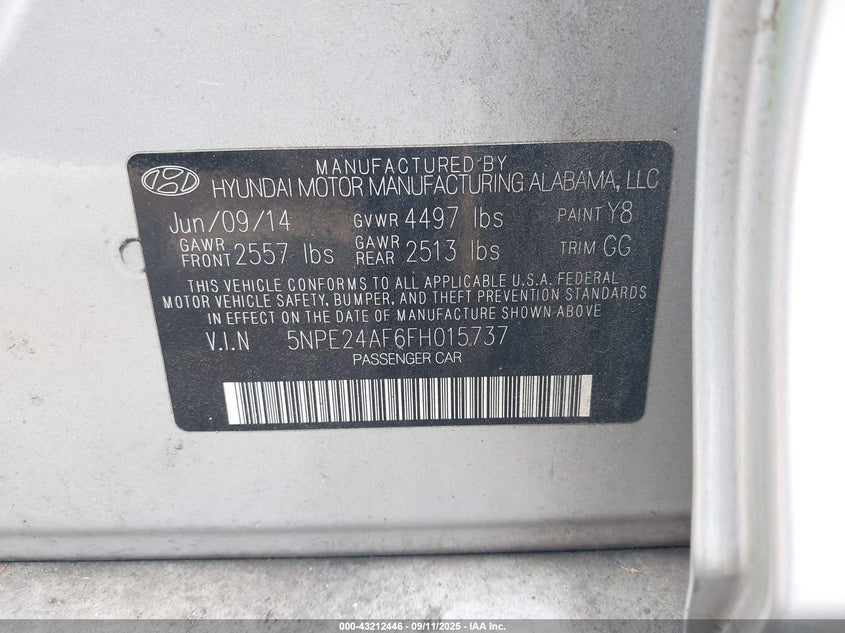 MANUFACTURED BY
HYUNDAI MOTOR MANUFACTURING ALABAMA, LLC
Jun/09/14 GVWR 4497 lbs PAINT Y8
GAWR FRONT 2557 lbs GAWR REAR 2513 lbs TRIM GG
THIS VEHICLE CONFORMS TO ALL APPLICABLE U.S.A. FEDERAL
MOTOR VEHICLE SAFETY, BUMPER, AND THEFT PREVENTION STANDARDS
IN EFFECT ON THE DATE OF MANUFACTURE SHOWN ABOVE
V.I.N 5NPE24AF6FH015737
PASSENGER CAR
000-43212446 - 09/11/2025 - IAA Inc.